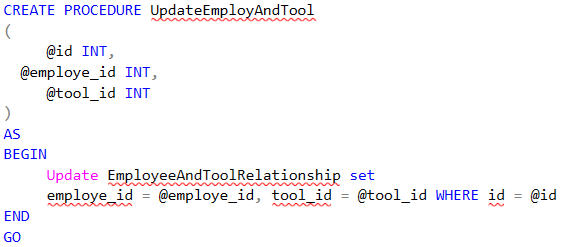 CREATE PROCEDURE UpdateEmployAndTool
(
@id INT,
@employe_id INT,
@tool_id INT
)
AS
BEGIN
Update EmployeeAndToolRelationship set
employe_id = @employe_id, tool_id = @tool_id WHERE id = @id
END
GO